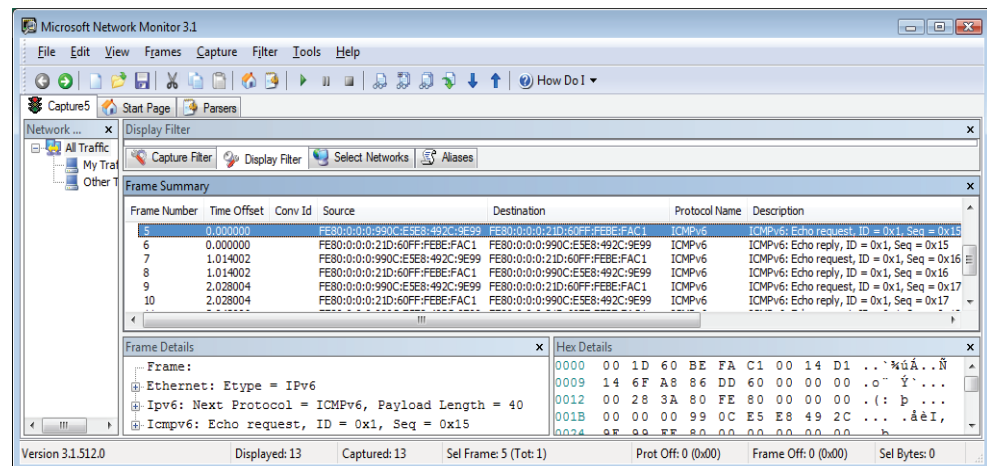 Microsoft Network Monitor 3.1
File Edit View Frames Capture Filter Tools Help
How Do I
Capture5 Start Page Parsers
Network ... x
All Traffic
My Traf
Other T
Display Filter x
Capture Filter Display Filter Select Networks Aliases
Frame Summary x
Frame Number Time Offset Conv Id Source Destination Protocol Name Description
5 0.000000 FE80:0:0:0:990C:E5E8:492C:9E99 FE80:0:0:0:21D:60FF:FEBE:FAC1 ICMPv6 ICMPv6: Echo request, ID = 0x1, Seq = 0x15
6 0.000000 FE80:0:0:0:21D:60FF:FEBE:FAC1 FE80:0:0:0:990C:E5E8:492C:9E99 ICMPv6 ICMPv6: Echo reply, ID = 0x1, Seq = 0x15
7 1.014002 FE80:0:0:0:990C:E5E8:492C:9E99 FE80:0:0:0:21D:60FF:FEBE:FAC1 ICMPv6 ICMPv6: Echo request, ID = 0x1, Seq = 0x16
8 1.014002 FE80:0:0:0:21D:60FF:FEBE:FAC1 FE80:0:0:0:990C:E5E8:492C:9E99 ICMPv6 ICMPv6: Echo reply, ID = 0x1, Seq = 0x16
9 2.028004 FE80:0:0:0:990C:E5E8:492C:9E99 FE80:0:0:0:21D:60FF:FEBE:FAC1 ICMPv6 ICMPv6: Echo request, ID = 0x1, Seq = 0x17
10 2.028004 FE80:0:0:0:21D:60FF:FEBE:FAC1 FE80:0:0:0:990C:E5E8:492C:9E99 ICMPv6 ICMPv6: Echo reply, ID = 0x1, Seq = 0x17
Frame Details x
Frame:
Ethernet: Etype = IPv6
Ipv6: Next Protocol = ICMPv6, Payload Length = 40
Icmpv6: Echo request, ID = 0x1, Seq = 0x15
Hex Details x
0000 00 1D 60 BE FA C1 00 14 D1 ..`¾úÁ..Ñ
0009 14 6F A8 86 DD 60 00 00 00 .o¨ Ý`...
0012 00 28 3A 80 FE 80 00 00 00 .(: þ ...
001B 00 00 00 99 0C E5 E8 49 2C ... .åèI,
0024 9E 99 FE 80 00 00 00 00 00
Version 3.1.512.0 Displayed: 13 Captured: 13 Sel Frame: 5 (Tot: 1) Prot Off: 0 (0x00) Frame Off: 0 (0x00) Sel Bytes: 0